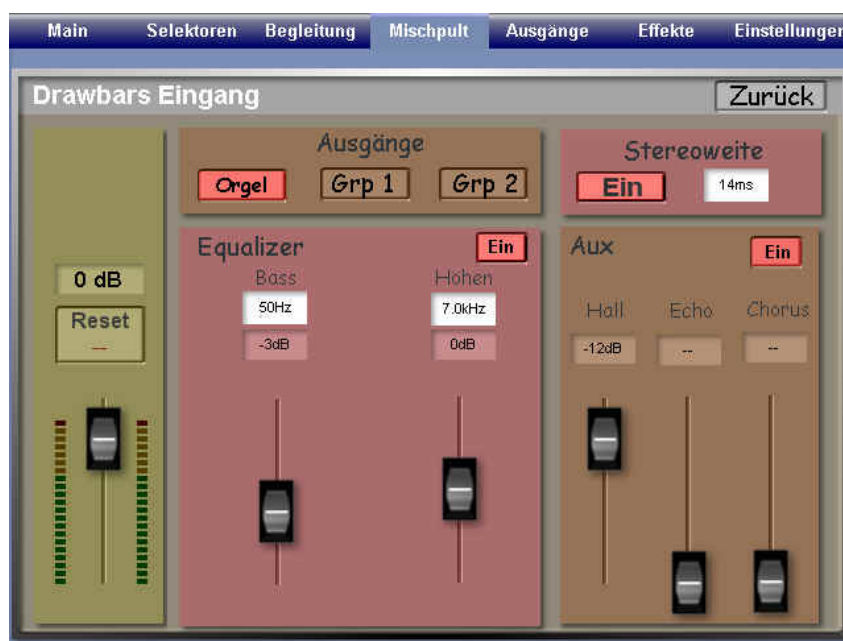 Main Selektoren Begleitung Mischpult Ausgänge Effekte Einstellunger
Drawbars Eingang Zurück
Ausgänge
Orgel Grp 1 Grp 2
Stereoweite
Ein 14ms
0 dB
Reset
--
Equalizer Ein
Bass Höhen
50Hz 7.0kHz
-3dB 0dB
Aux Ein
Hall Echo Chorus
-12dB -- --